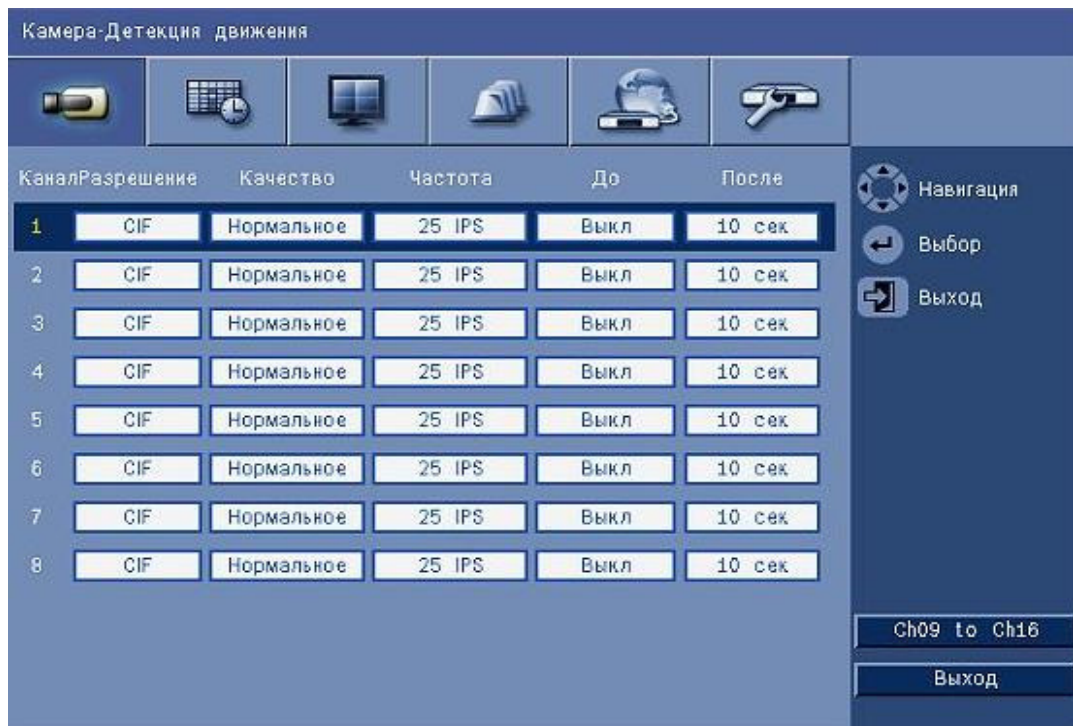 Камера-Детекция движения
Канал Разрешение Качество Частота До После
1 CIF Нормальное 25 IPS Выкл 10 сек
2 CIF Нормальное 25 IPS Выкл 10 сек
3 CIF Нормальное 25 IPS Выкл 10 сек
4 CIF Нормальное 25 IPS Выкл 10 сек
5 CIF Нормальное 25 IPS Выкл 10 сек
6 CIF Нормальное 25 IPS Выкл 10 сек
7 CIF Нормальное 25 IPS Выкл 10 сек
8 CIF Нормальное 25 IPS Выкл 10 сек
Навигация
Выбор
Выход
Ch09 to Ch16
Выход